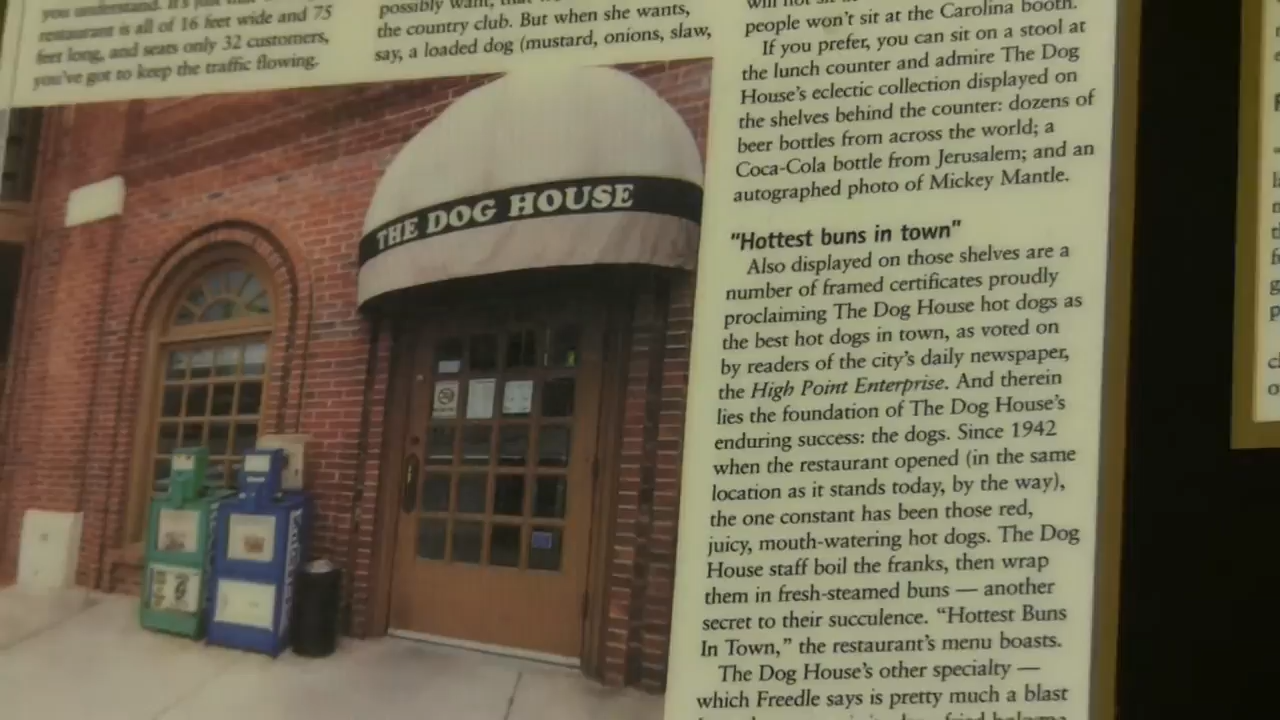 you understand. It's just that
restaurant is all of 16 feet wide and 75
feet long, and seats only 32 customers,
you've got to keep the traffic flowing.
possibly want,
the country club. But when she wants,
say, a loaded dog (mustard, onions, slaw,
THE DOG HOUSE
will not
people won't sit at the Carolina booth.
If you prefer, you can sit on a stool at
the lunch counter and admire The Dog
House's eclectic collection displayed on
the shelves behind the counter: dozens of
beer bottles from across the world; a
Coca-Cola bottle from Jerusalem; and an
autographed photo of Mickey Mantle.
"Hottest buns in town"
Also displayed on those shelves are a
number of framed certificates proudly
proclaiming The Dog House hot dogs as
the best hot dogs in town, as voted on
by readers of the city's daily newspaper,
the High Point Enterprise. And therein
lies the foundation of The Dog House's
enduring success: the dogs. Since 1942
when the restaurant opened (in the same
location as it stands today, by the way),
the one constant has been those red,
juicy, mouth-watering hot dogs. The Dog
House staff boil the franks, then wrap
them in fresh-steamed buns — another
secret to their succulence. "Hottest Buns
In Town," the restaurant's menu boasts.
The Dog House's other specialty —
which Freedle says is pretty much a blast
fried bologna